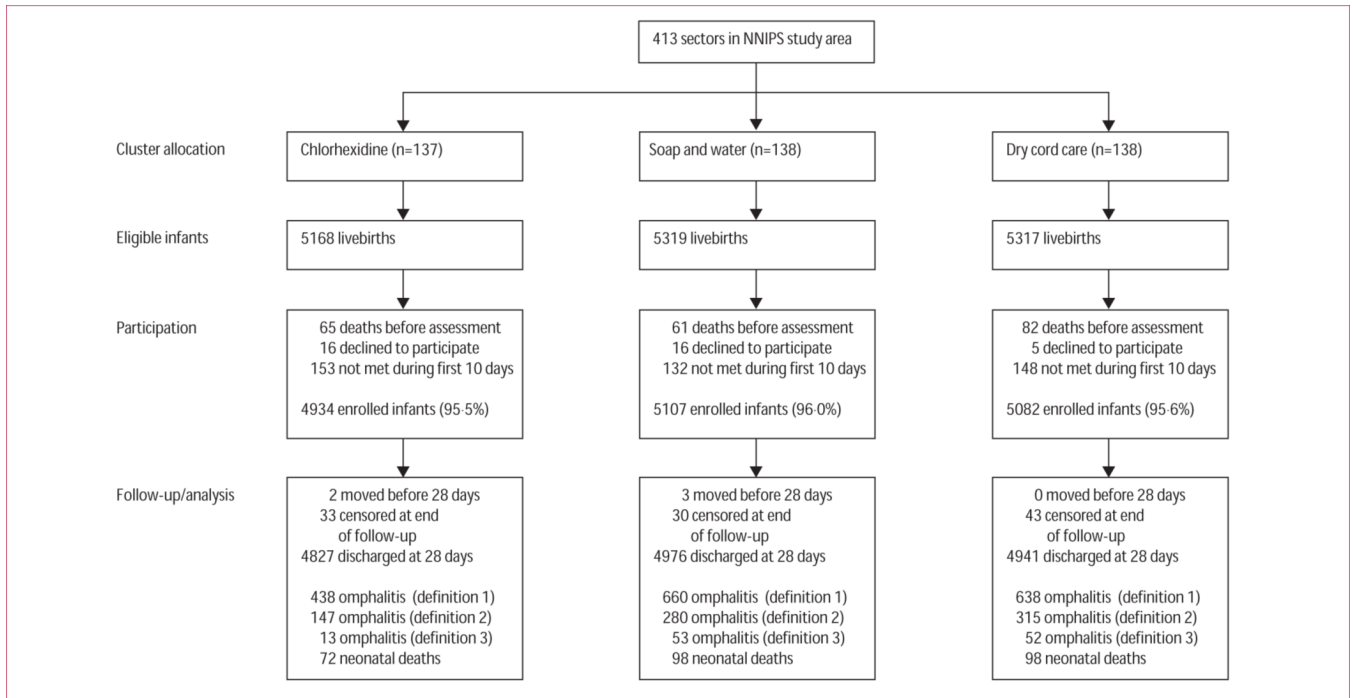 413 sectors in NNIPS study area
Cluster allocation
Chlorhexidine (n=137)
Soap and water (n=138)
Dry cord care (n=138)
Eligible infants
5168 livebirths
5319 livebirths
5317 livebirths
Participation
65 deaths before assessment
16 declined to participate
153 not met during first 10 days
4934 enrolled infants (95·5%)
61 deaths before assessment
16 declined to participate
132 not met during first 10 days
5107 enrolled infants (96·0%)
82 deaths before assessment
5 declined to participate
148 not met during first 10 days
5082 enrolled infants (95·6%)
Follow-up/analysis
2 moved before 28 days
33 censored at end
of follow-up
4827 discharged at 28 days
438 omphalitis (definition 1)
147 omphalitis (definition 2)
13 omphalitis (definition 3)
72 neonatal deaths
3 moved before 28 days
30 censored at end
of follow-up
4976 discharged at 28 days
660 omphalitis (definition 1)
280 omphalitis (definition 2)
53 omphalitis (definition 3)
98 neonatal deaths
0 moved before 28 days
43 censored at end
of follow-up
4941 discharged at 28 days
638 omphalitis (definition 1)
315 omphalitis (definition 2)
52 omphalitis (definition 3)
98 neonatal deaths